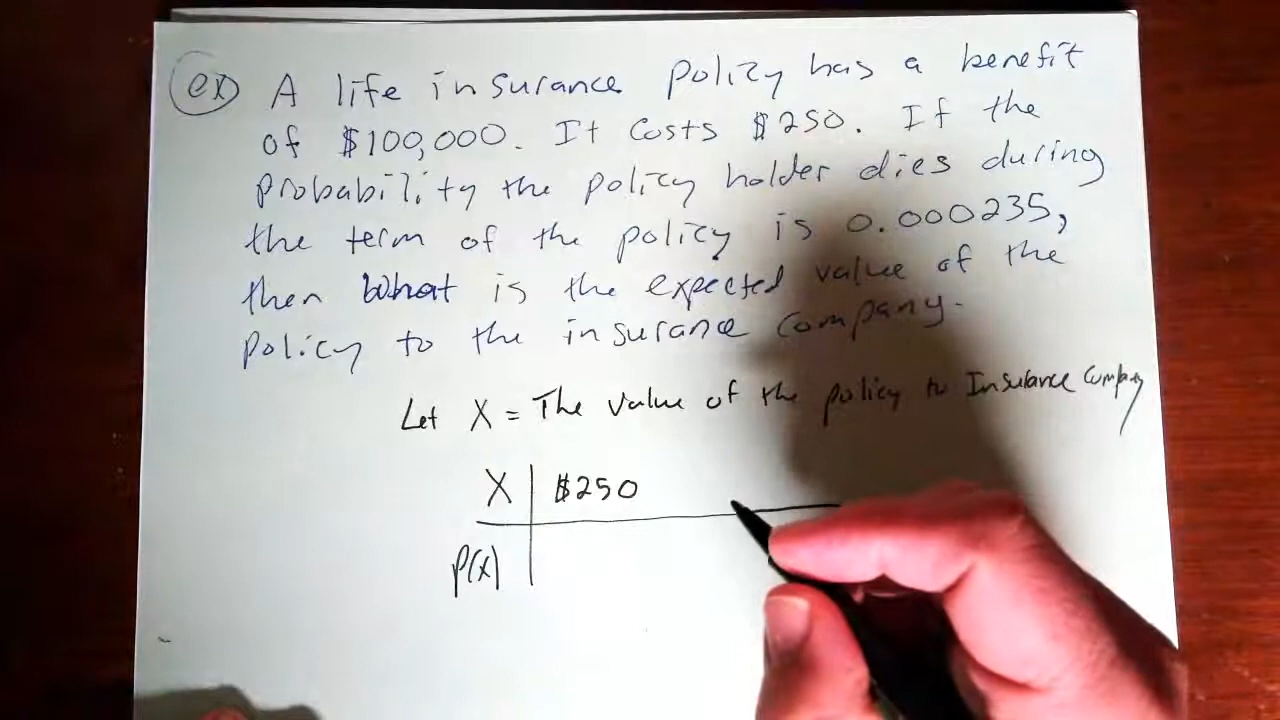 ex) A life insurance policy has a benefit
of $100,000. It costs $250. If the
probability the policy holder dies during
the term of the policy is 0.000235,
then what is the expected value of the
policy to the insurance company.
Let X = The value of the policy to Insurance Company
X $250
P(X)